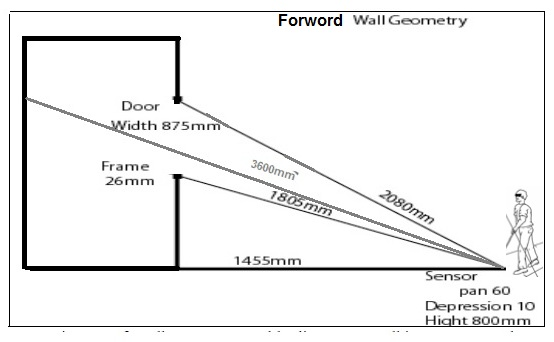 Forword Wall Geometry
Door
Width 875mm
Frame
26mm
3600mm
1805mm
2080mm
1455mm
Sensor
pan 60
Depression 10
Hight 800mm